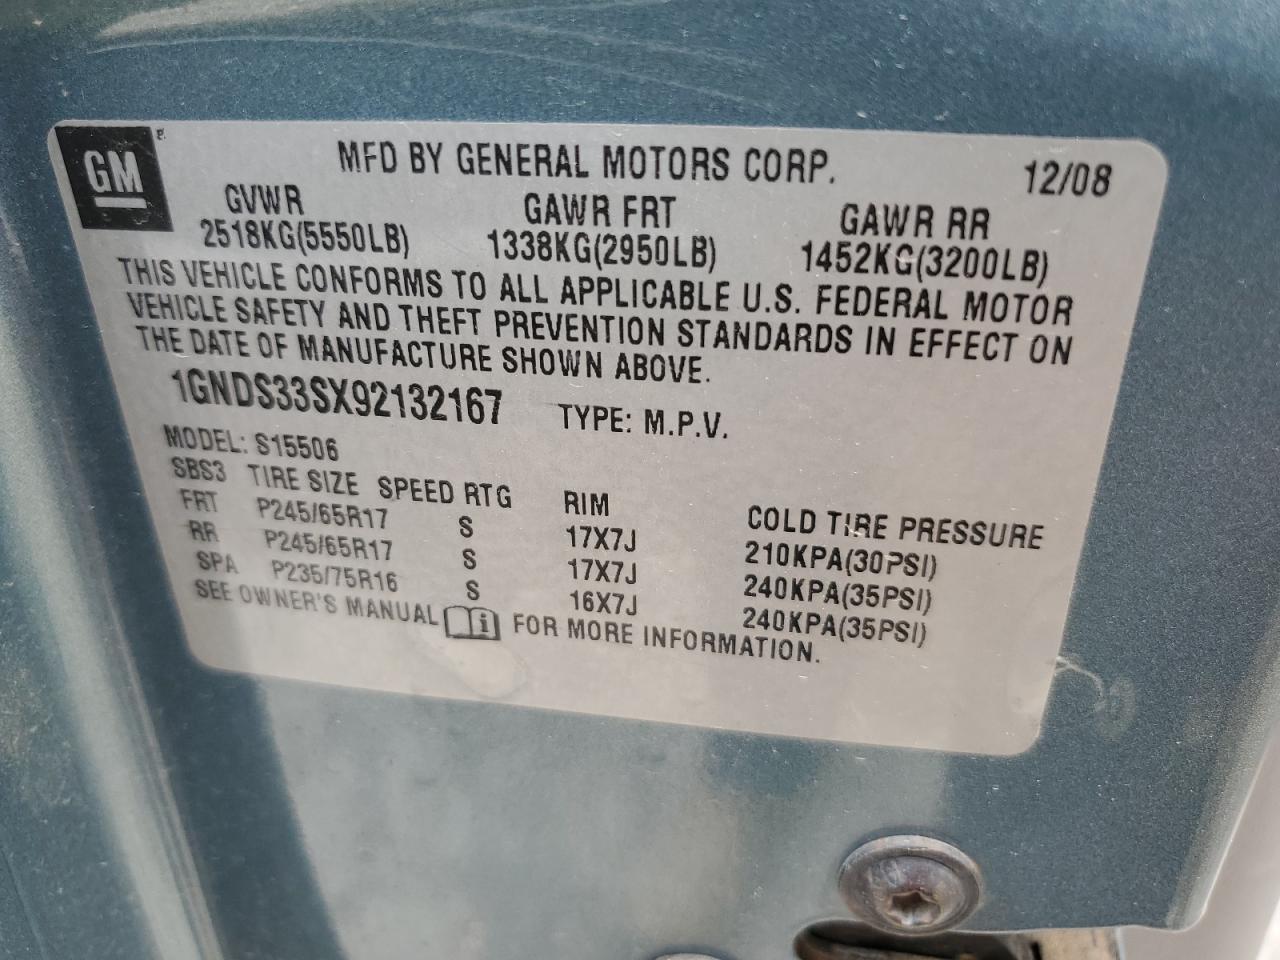 GM
MFD BY GENERAL MOTORS CORP. 12/08
GVWR GAWR FRT GAWR RR
2518KG(5550LB) 1338KG(2950LB) 1452KG(3200LB)
THIS VEHICLE CONFORMS TO ALL APPLICABLE U.S. FEDERAL MOTOR
VEHICLE SAFETY AND THEFT PREVENTION STANDARDS IN EFFECT ON
THE DATE OF MANUFACTURE SHOWN ABOVE.
1GNDS33SX92132167 TYPE: M.P.V.
MODEL: S15506
SBS3 TIRE SIZE SPEED RTG RIM COLD TIRE PRESSURE
FRT P245/65R17 S 17X7J 210KPA(30PSI)
RR P245/65R17 S 17X7J 240KPA(35PSI)
SPA P235/75R16 S 16X7J 240KPA(35PSI)
SEE OWNER'S MANUAL i FOR MORE INFORMATION.